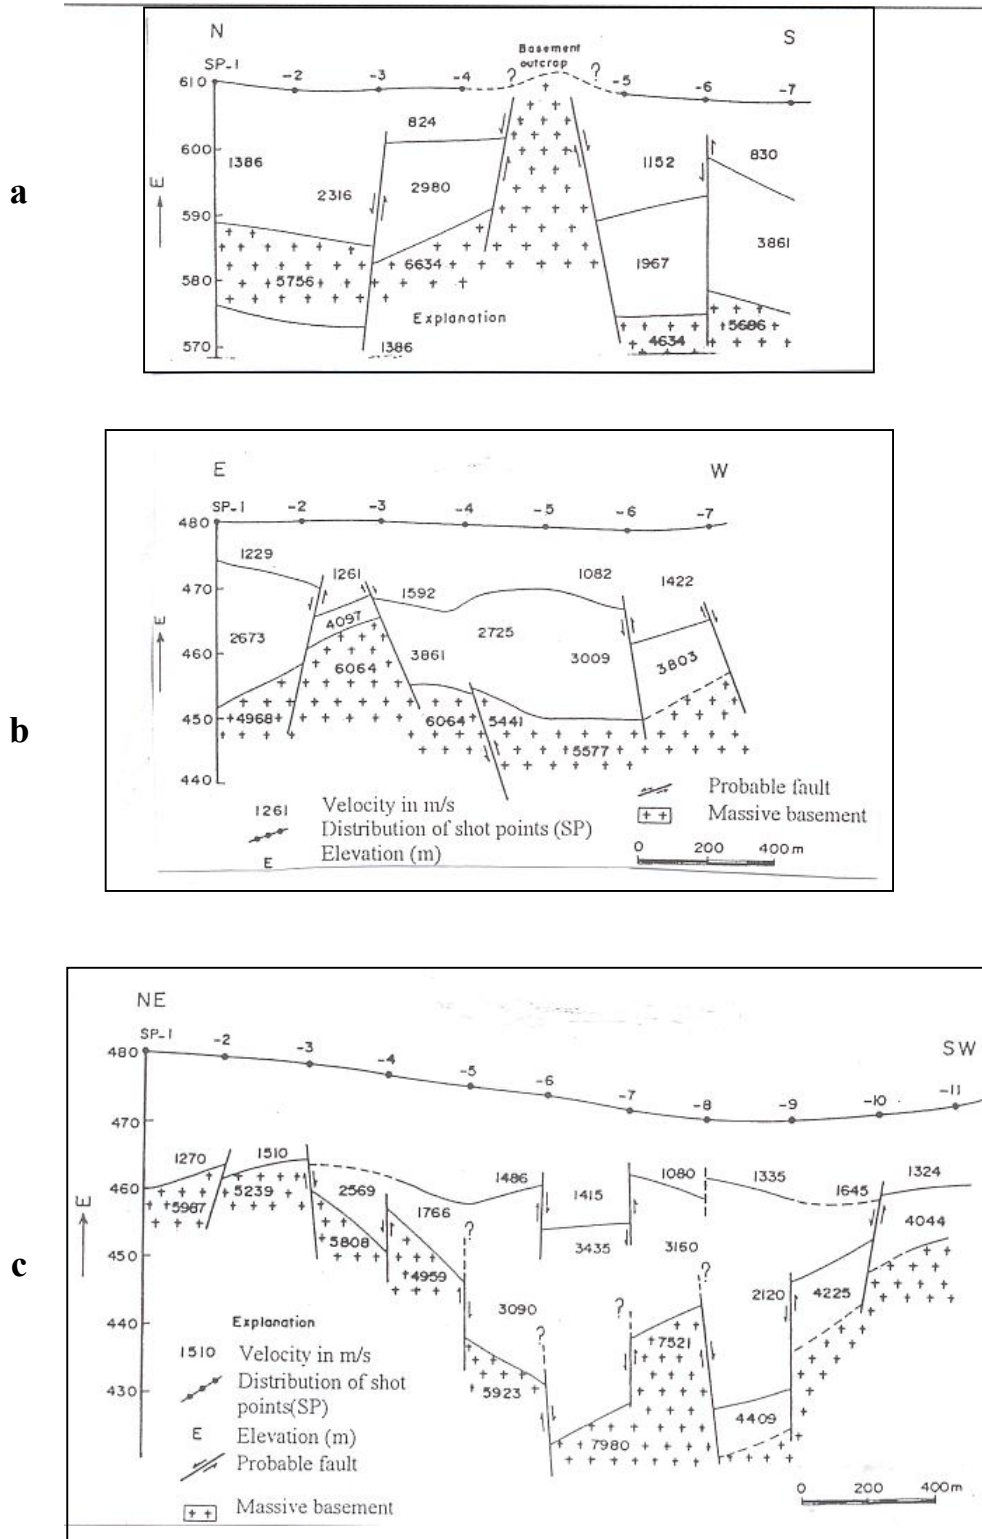 a
N
S
Basement
outcrop
SP-1 -2 -3 -4 ? ? -5 -6 -7
610
824
600
1386
1152
830
E
2316
2980
590
3861
1967
6634
580
5756
Explanation
4634
5686
570
1386
b
E
W
SP-1 -2 -3 -4 -5 -6 -7
480
1229
1261
1082
1422
470
1592
4097
E
2673
2725
460
3861
3009
3803
6064
450
4968
6064
5441
5577
440
1261 Velocity in m/s
Distribution of shot points (SP)
E Elevation (m)
Probable fault
Massive basement
0 200 400m
c
NE
SW
SP-1 -2 -3 -4 -5 -6 -7 -8 -9 -10 -11
480
470
1270
1510
1486
1080
1335
1324
460
5239
2569
1415
1645
5987
1766
E
4044
450
5808
?
3435
3160
4959
?
2120
4225
3090
?
440
?
7521
430
5923
4409
7980
Explanation
1510 Velocity in m/s
Distribution of shot
points(SP)
E Elevation (m)
Probable fault
Massive basement
0 200 400m